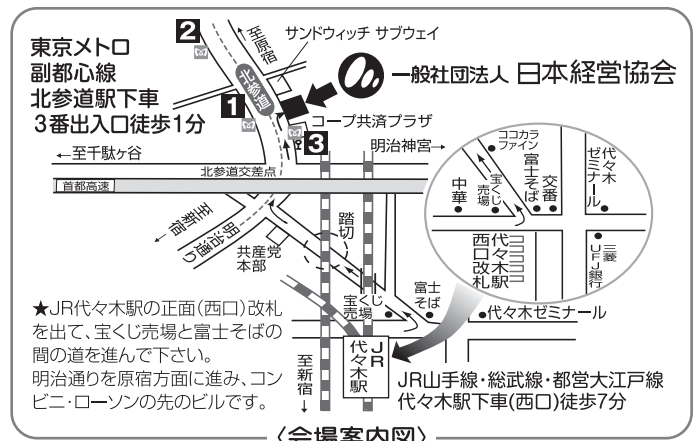 東京メトロ
副都心線
北参道駅下車
3番出入口徒歩1分
2
至原宿
サンドウィッチ サブウェイ
北参道
1
一般社団法人 日本経営協会
コープ共済プラザ
3
明治神宮→
←至千駄ヶ谷
北参道交差点
首都高速
至新宿
明治通り
共産党
本部
踏切
宝くじ
売場
富士
そば
代々木ゼミナール
JR
代々木駅
至新宿
ココカラ
ファイン
中華
宝くじ
売場
富士そば
交番
代々木
ゼミナール
代々木駅
西口改札
三菱
UFJ銀行
★JR代々木駅の正面(西口)改札
を出て、宝くじ売場と富士そばの
間の道を進んで下さい。
明治通りを原宿方面に進み、コン
ビニ・ローソンの先のビルです。
JR山手線・総武線・都営大江戸線
代々木駅下車(西口)徒歩7分
〈会場案内図〉